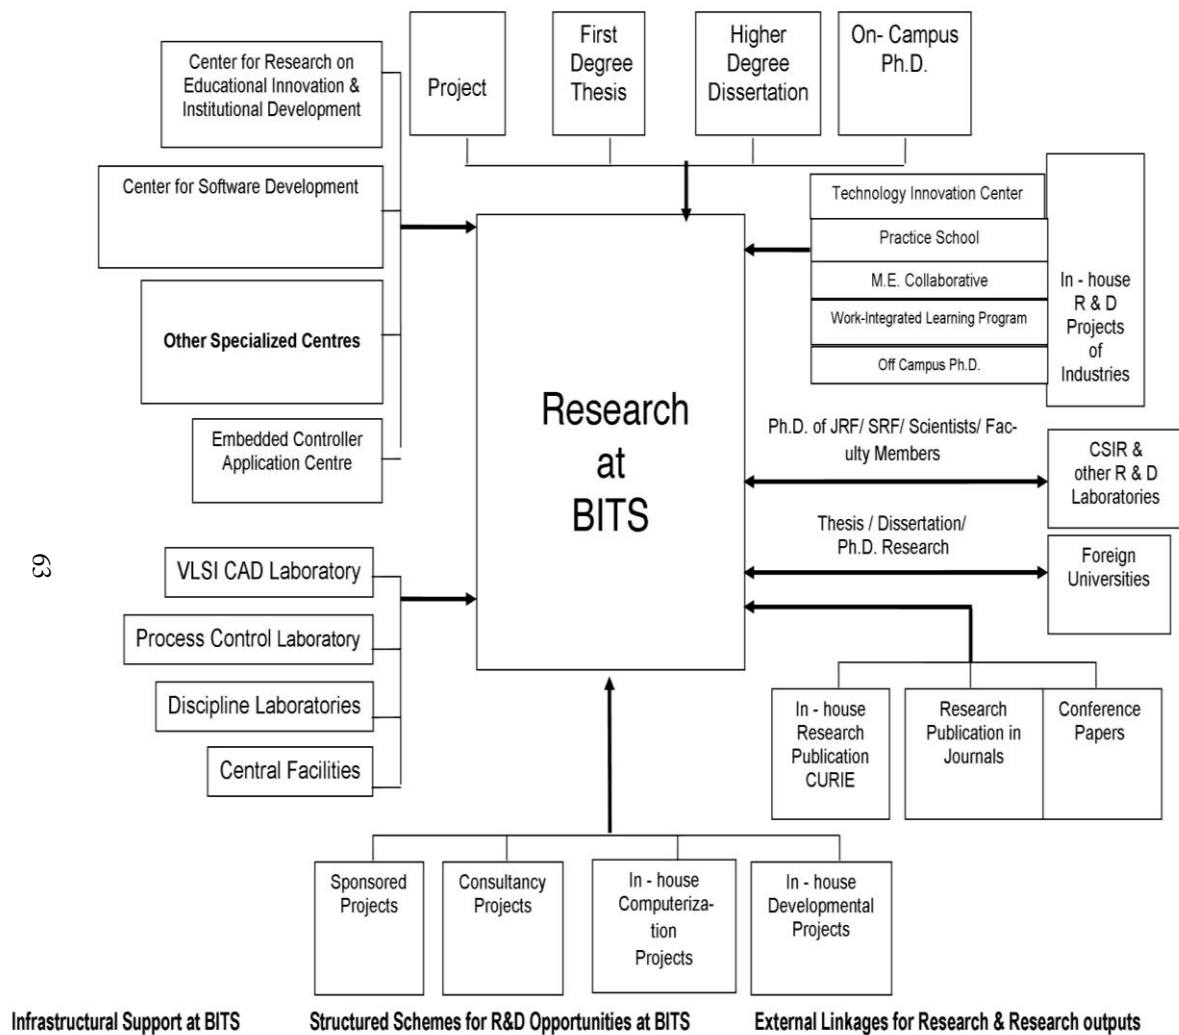 Center for Research on
Educational Innovation &
Institutional Development
Center for Software Development
Other Specialized Centres
Embedded Controller
Application Centre
VLSI CAD Laboratory
Process Control Laboratory
Discipline Laboratories
Central Facilities
63
Project
First
Degree
Thesis
Higher
Degree
Dissertation
On- Campus
Ph.D.
Research
at
BITS
Technology Innovation Center
Practice School
M.E. Collaborative
Work-Integrated Learning Program
Off Campus Ph.D.
In - house
R & D
Projects
of
Industries
Ph.D. of JRF/ SRF/ Scientists/ Fac-
ulty Members
CSIR &
other R & D
Laboratories
Thesis / Dissertation/
Ph.D. Research
Foreign
Universities
In - house
Research
Publication
CURIE
Research
Publication in
Journals
Conference
Papers
Sponsored
Projects
Consultancy
Projects
In - house
Computeriza-
tion
Projects
In - house
Developmental
Projects
Infrastructural Support at BITS
Structured Schemes for R&D Opportunities at BITS
External Linkages for Research & Research outputs